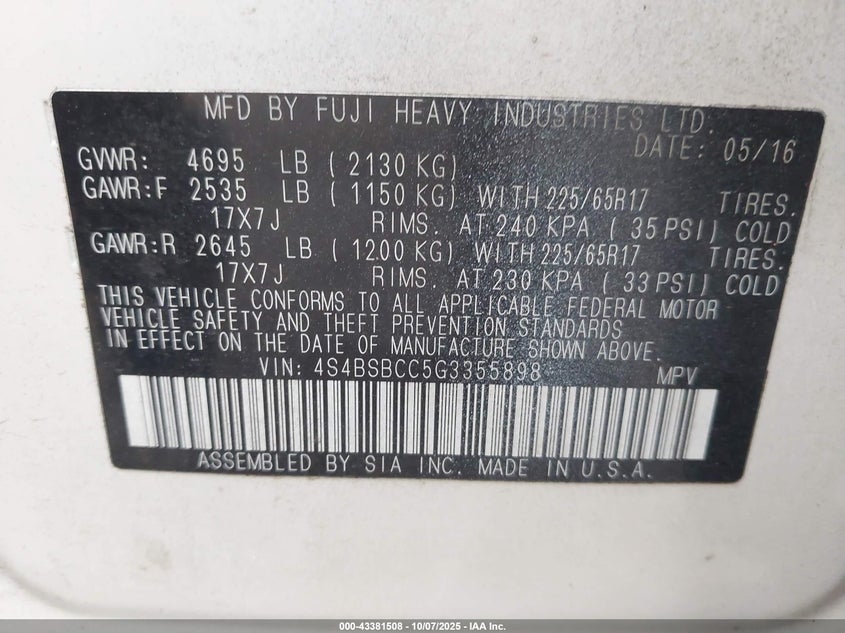 MFD BY FUJI HEAVY INDUSTRIES LTD.
DATE: 05/16
GVWR: 4695 LB ( 2130 KG)
GAWR:F 2535 LB ( 1150 KG) WITH 225/65R17 TIRES.
17X7J RIMS. AT 240 KPA ( 35 PSI) COLD
GAWR:R 2645 LB ( 1200 KG) WITH 225/65R17 TIRES.
17X7J RIMS. AT 230 KPA ( 33 PSI) COLD
THIS VEHICLE CONFORMS TO ALL APPLICABLE FEDERAL MOTOR
VEHICLE SAFETY AND THEFT PREVENTION STANDARDS
IN EFFECT ON THE DATE OF MANUFACTURE SHOWN ABOVE.
VIN: 4S4BSBCC5G3355898 MPV
ASSEMBLED BY SIA INC. MADE IN U.S.A.
000-43381508 - 10/07/2025 - IAA Inc.